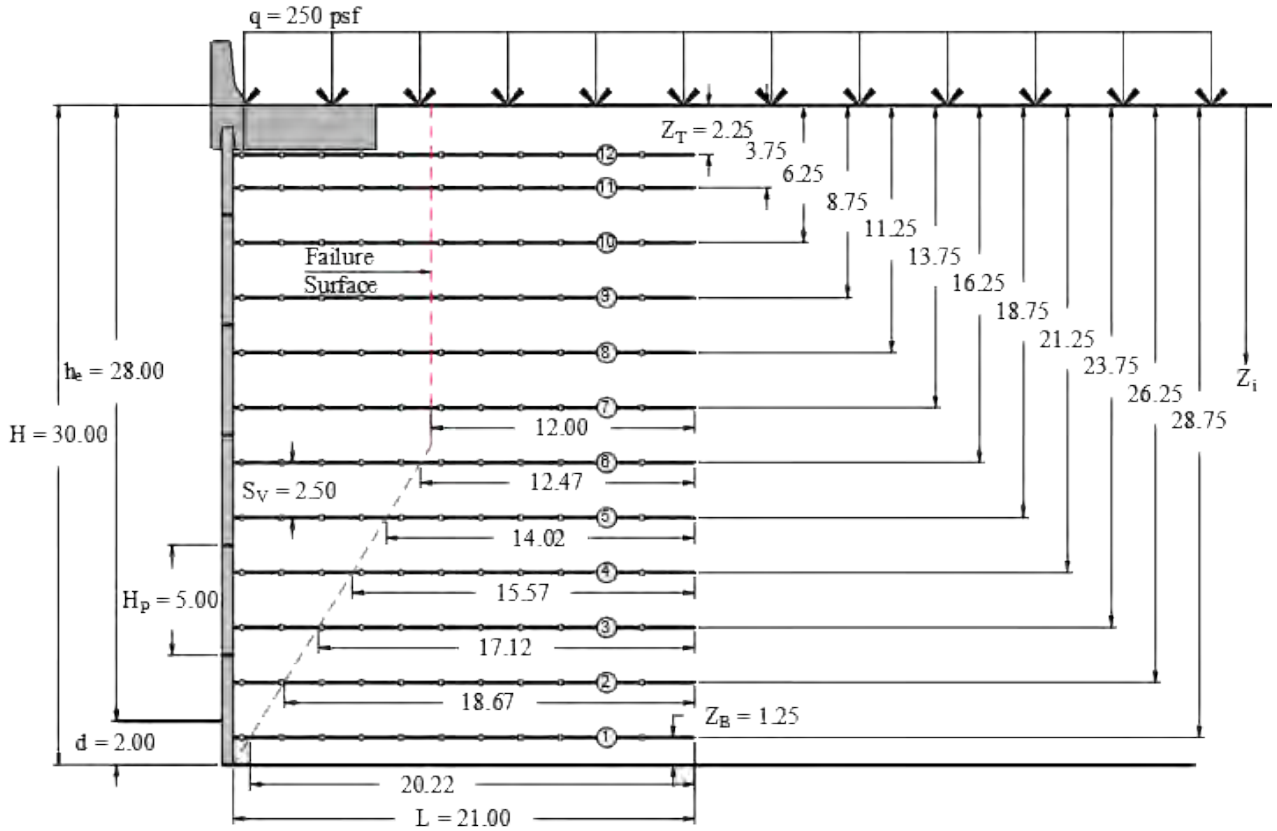 q = 250 psf
Z_T = 2.25
3.75
6.25
8.75
11.25
13.75
16.25
18.75
21.25
23.75
26.25
28.75
Z_i
12
11
10
Failure
Surface
9
8
h_e = 28.00
7
12.00
H = 30.00
6
12.47
S_V = 2.50
5
14.02
4
15.57
H_p = 5.00
3
17.12
2
18.67
Z_B = 1.25
d = 2.00
1
20.22
L = 21.00